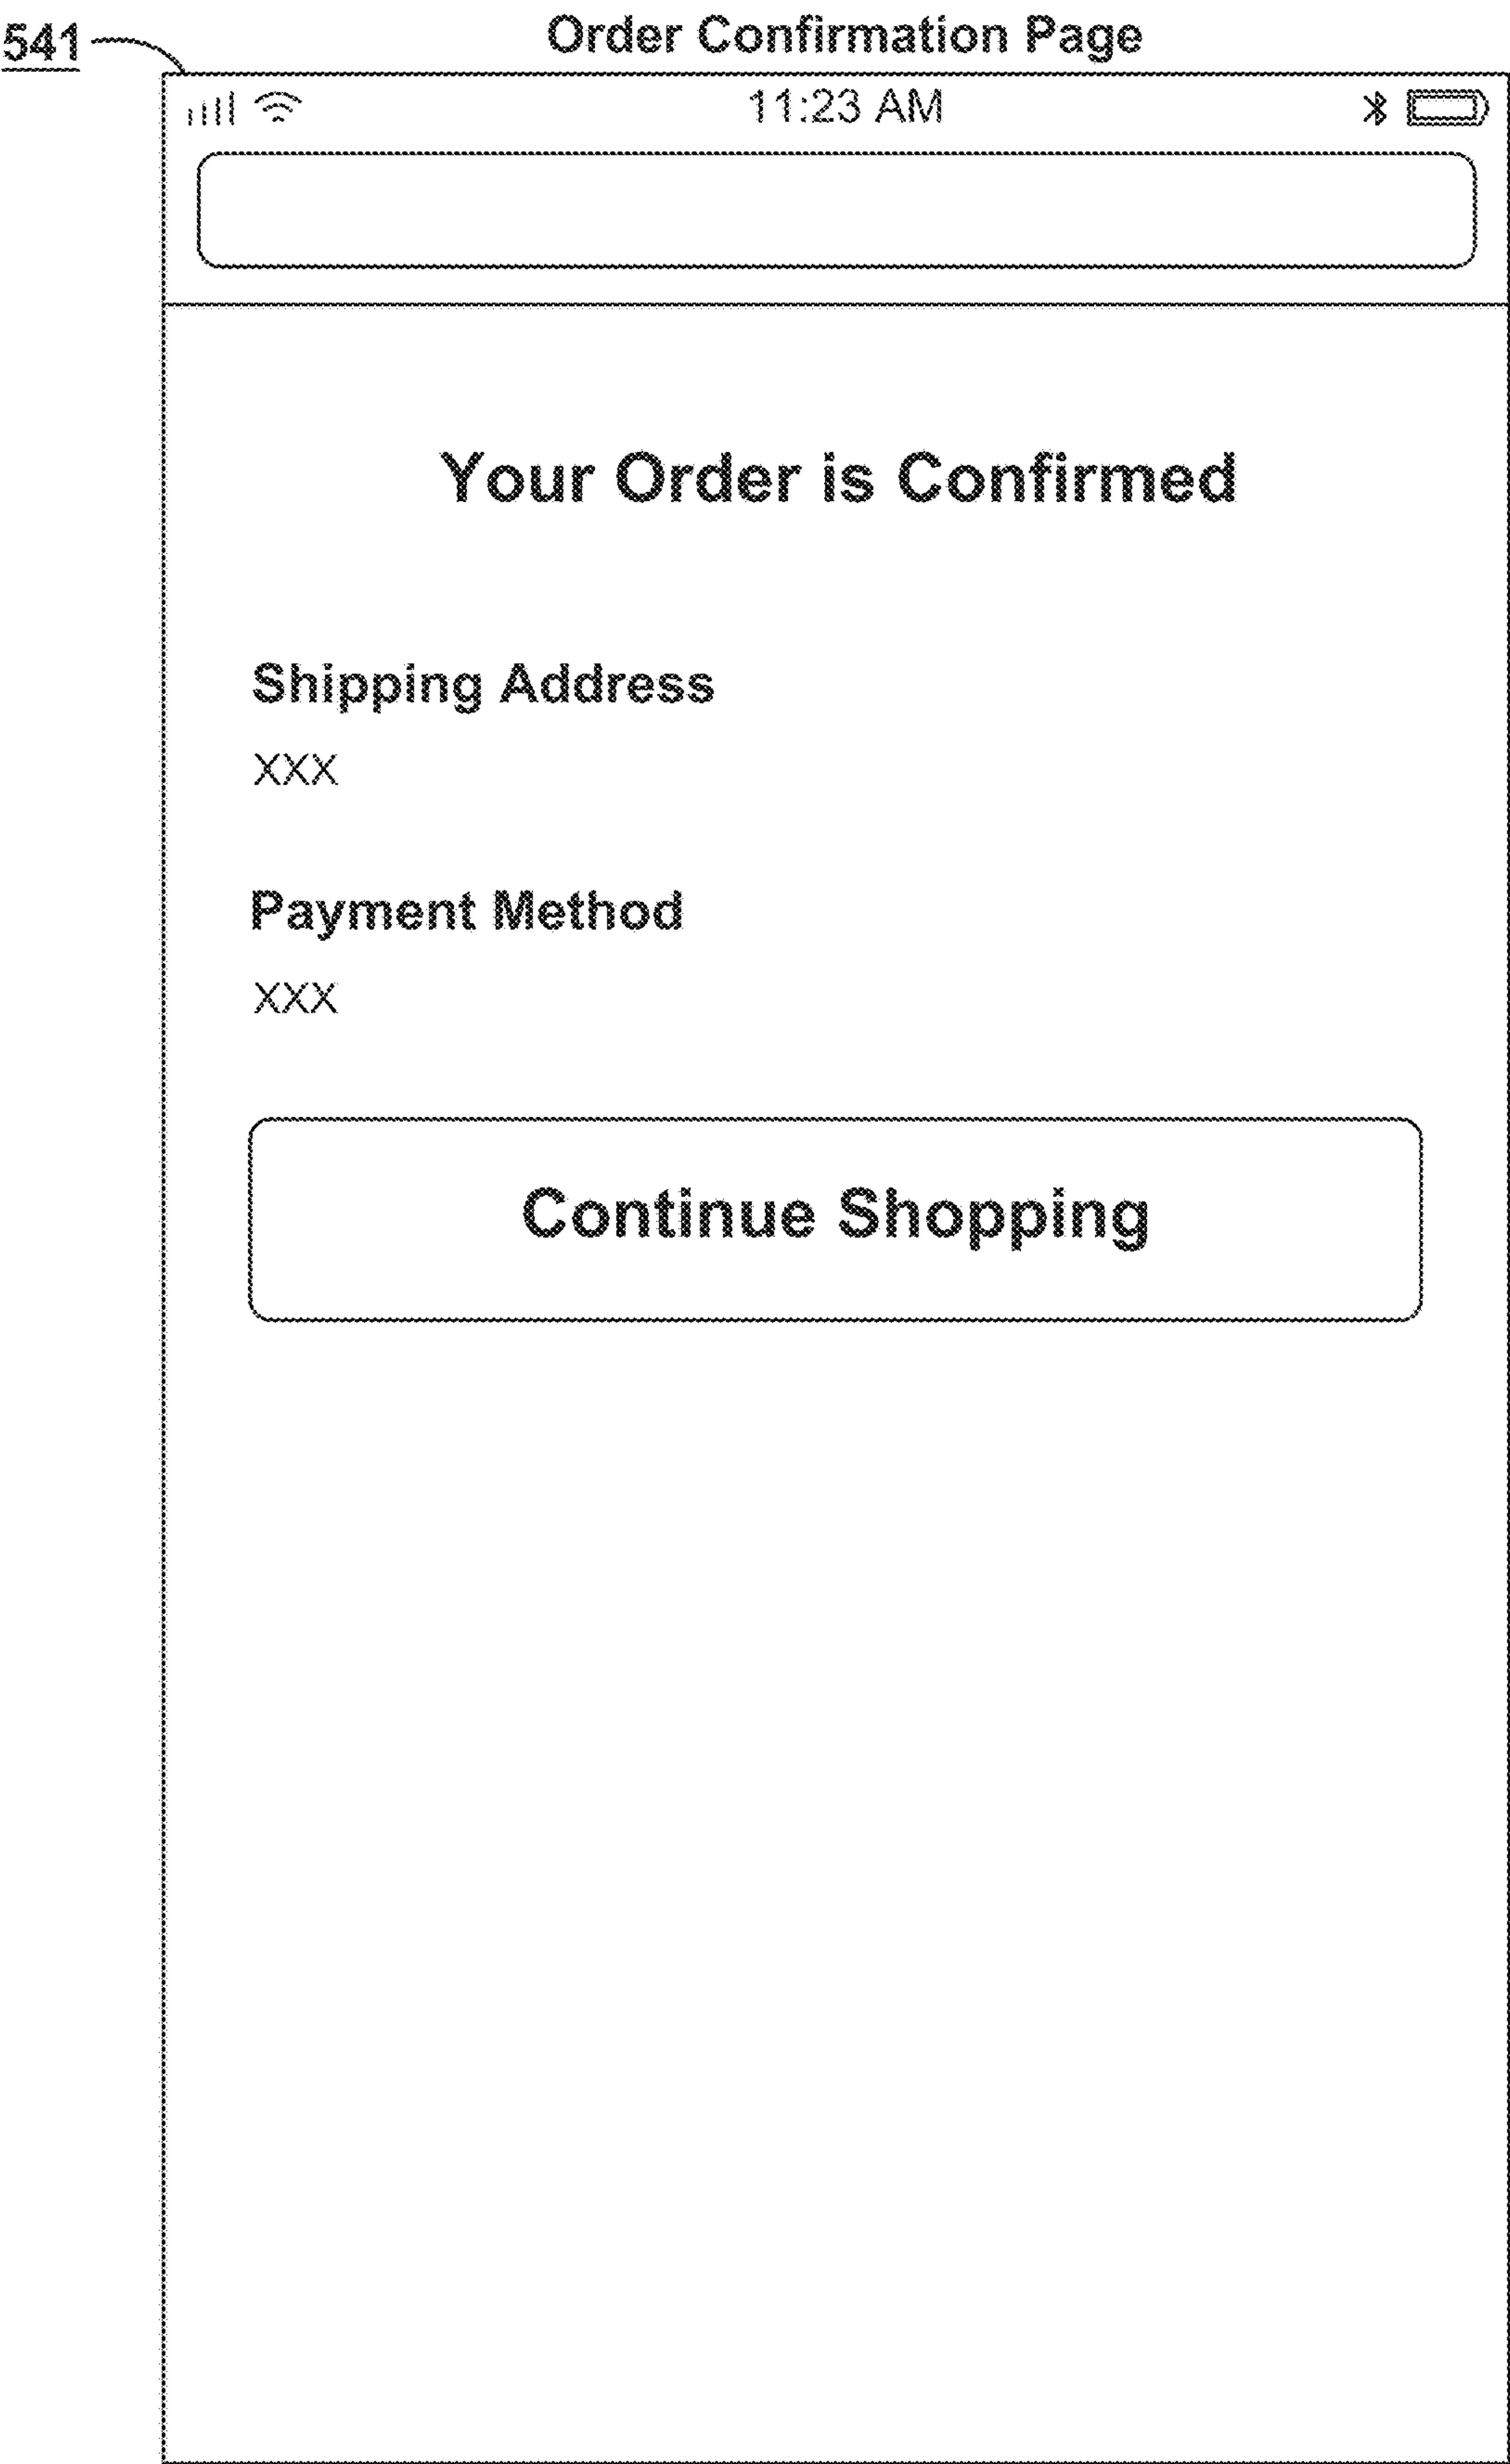 541
Order Confirmation Page
11:23 AM
Your Order is Confirmed
Shipping Address
XXX
Payment Method
XXX
Continue Shopping